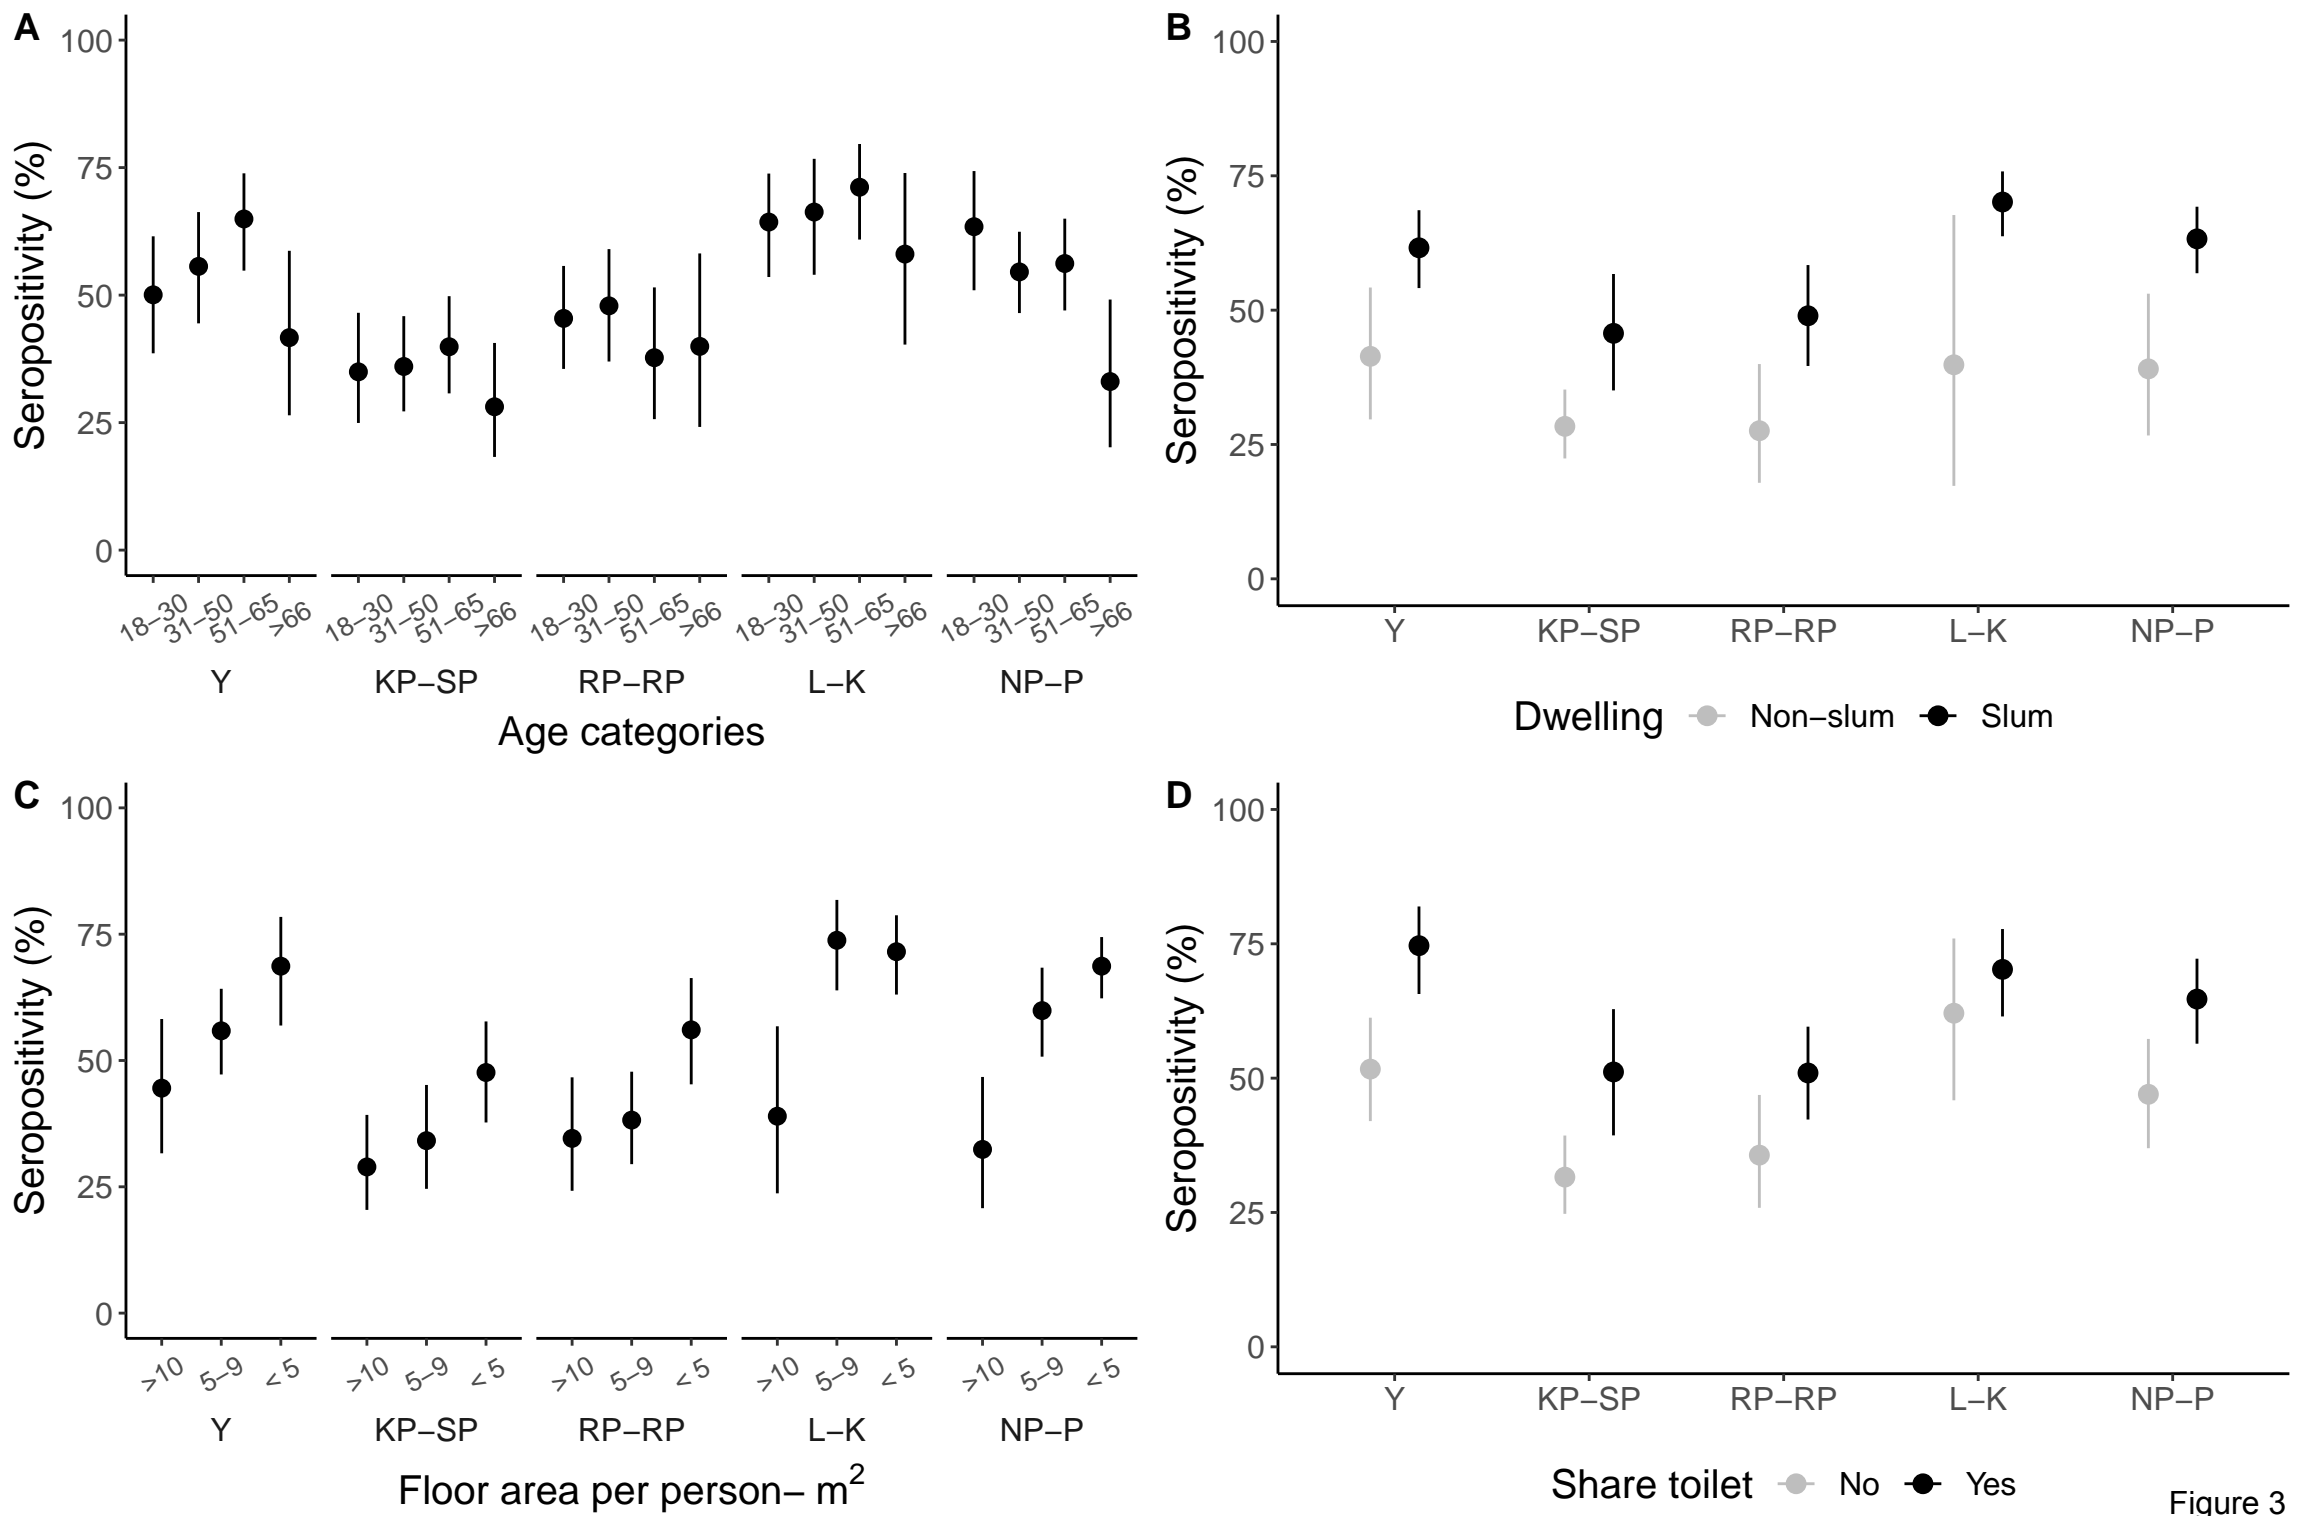 A
100
75
50
25
0
Seropositivity (%)
18–30 31–50 51–65 >66 18–30 31–50 51–65 >66 18–30 31–50 51–65 >66 18–30 31–50 51–65 >66 18–30 31–50 51–65 >66
Y KP–SP RP–RP L–K NP–P
Age categories
B
100
75
50
25
0
Seropositivity (%)
Y KP–SP RP–RP L–K NP–P
Dwelling Non–slum Slum
C
100
75
50
25
0
Seropositivity (%)
>10 5–9 < 5 >10 5–9 < 5 >10 5–9 < 5 >10 5–9 < 5 >10 5–9 < 5
Y KP–SP RP–RP L–K NP–P
Floor area per person– m²
D
100
75
50
25
0
Seropositivity (%)
Y KP–SP RP–RP L–K NP–P
Share toilet No Yes
Figure 3